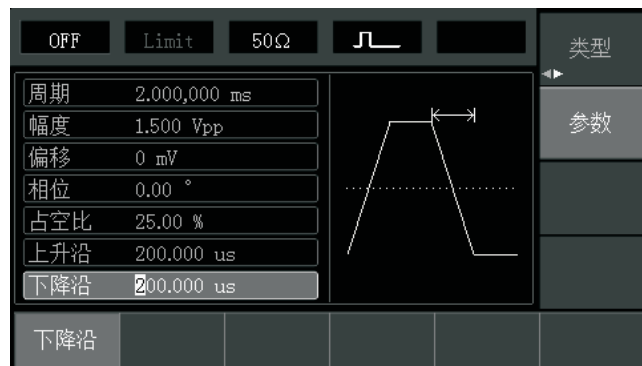 OFF Limit 50Ω 类型
周期 2.000,000 ms
幅度 1.500 Vpp 参数
偏移 0 mV
相位 0.00 °
占空比 25.00 %
上升沿 200.000 us
下降沿 200.000 us
下降沿